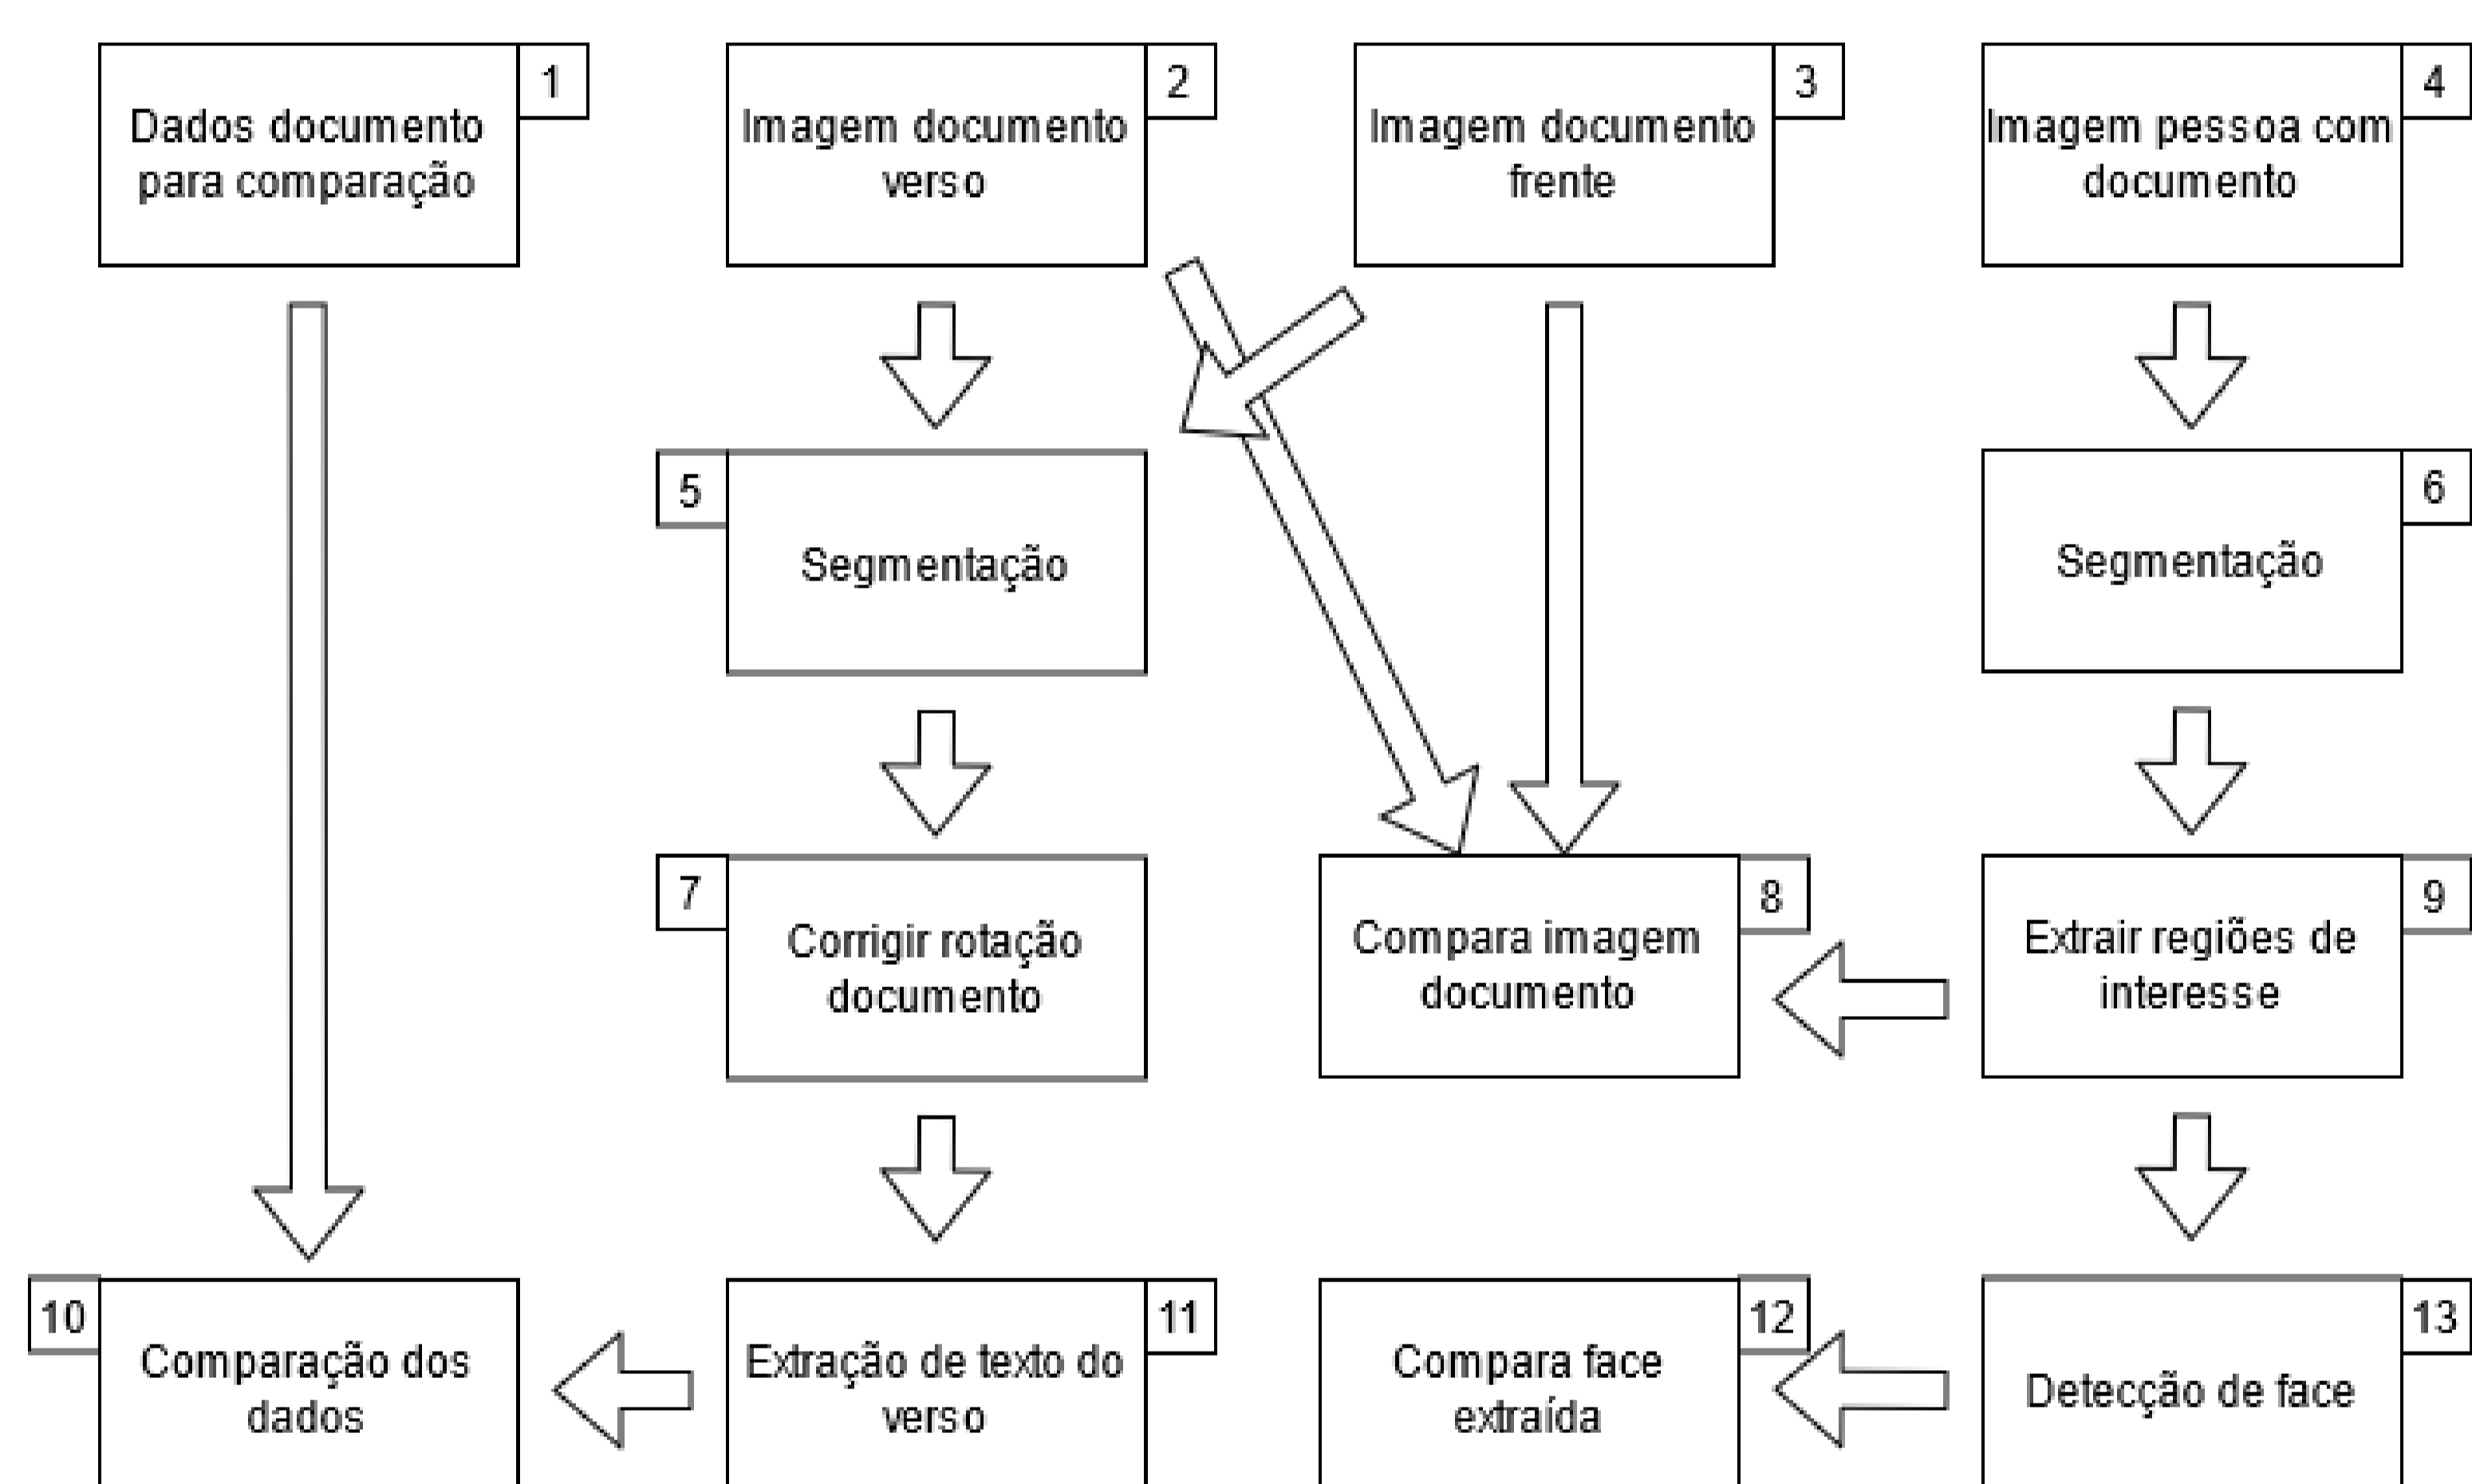 1
Dados documento
para comparação
2
Imagem documento
verso
3
Imagem documento
frente
4
Imagem pessoa com
documento
5
Segmentação
6
Segmentação
7
Corrigir rotação
documento
8
Compara imagem
documento
9
Extrair regiões de
interesse
10
Comparação dos
dados
11
Extração de texto do
verso
12
Compara face
extraída
13
Detecção de face